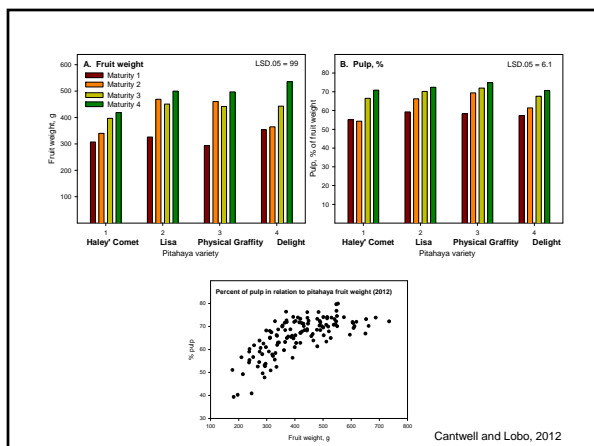 A. Fruit weight
LSD.05 = 99
Maturity 1
Maturity 2
Maturity 3
Maturity 4
Fruit weight, g
600
500
400
300
200
100
1 2 3 4
Haley' Comet Lisa Physical Graffity Delight
Pitahaya variety
B. Pulp, %
LSD.05 = 6.1
Pulp, % of fruit weight
80
70
60
50
40
30
20
10
1 2 3 4
Haley' Comet Lisa Physical Graffity Delight
Pitahaya variety
Percent of pulp in relation to pitahaya fruit weight (2012)
% pulp
80
70
60
50
40
30
100 200 300 400 500 600 700 800
Fruit weight, g
Cantwell and Lobo, 2012